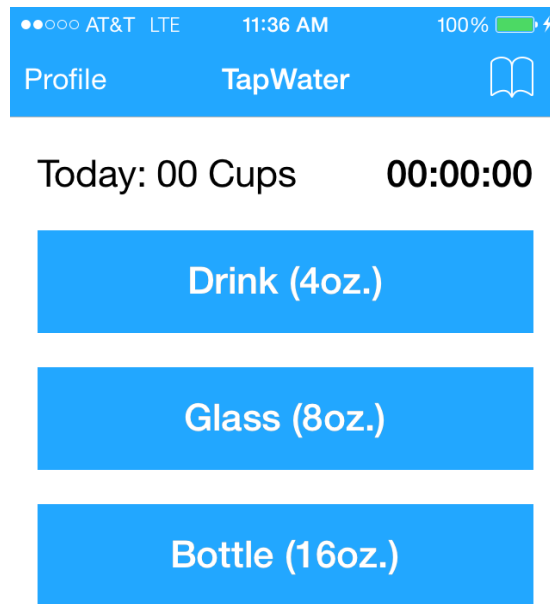 ●●○○○ AT&T LTE 11:36 AM 100%
Profile TapWater
Today: 00 Cups 00:00:00
Drink (4oz.)
Glass (8oz.)
Bottle (16oz.)